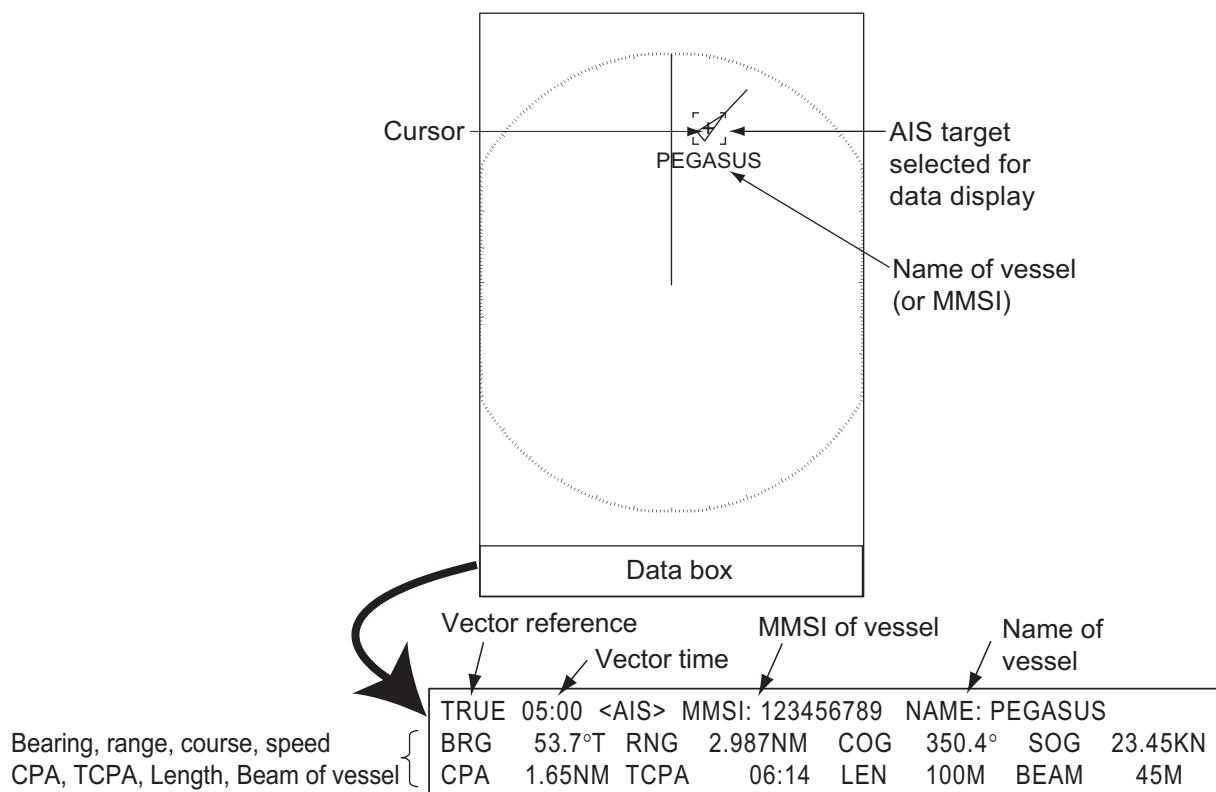 Cursor
PEGASUS
AIS target
selected for
data display
Name of vessel
(or MMSI)
Data box
Vector reference
Vector time
MMSI of vessel
Name of
vessel
TRUE 05:00 <AIS> MMSI: 123456789 NAME: PEGASUS
Bearing, range, course, speed
BRG 53.7°T RNG 2.987NM COG 350.4° SOG 23.45KN
CPA, TCPA, Length, Beam of vessel
CPA 1.65NM TCPA 06:14 LEN 100M BEAM 45M